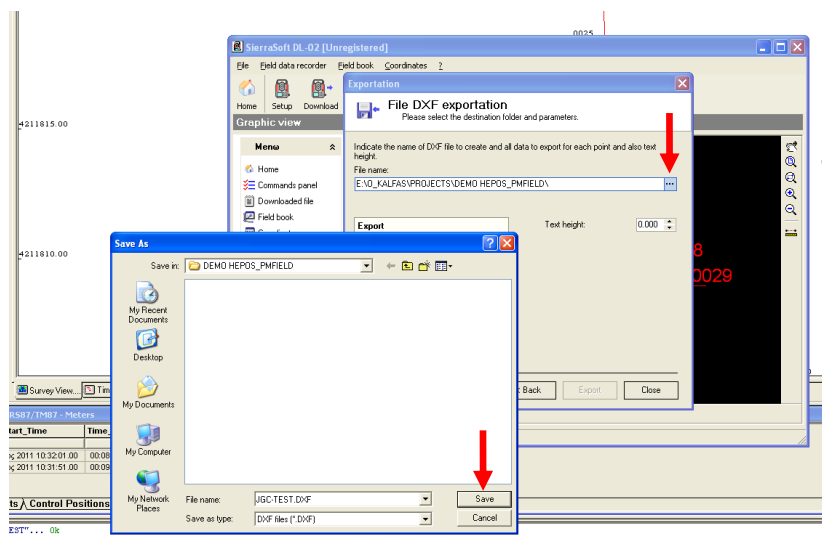 0025
4211815.00
4211810.00
SierraSoft DL-02 [Unregistered]
File Field data recorder Field book Coordinates ?
Home Setup Download
Graphic view
Menu
Home
Commands panel
Downloaded file
Field book
Exportation
File DXF exportation
Please select the destination folder and parameters.
Indicate the name of DXF file to create and all data to export for each point and also text
height.
File name:
E:\0_KALFAS\PROJECTS\DEMO HEPOS_PMFIELD\ ...
Export
Text height: 0.000
8
0029
Back Export Close
Save As
Save in: DEMO HEPOS_PMFIELD
My Recent
Documents
Desktop
My Documents
My Computer
My Network
Places
File name: JGC-TEST.DXF Save
Save as type: DXF files (*.DXF) Cancel
Survey View... Tim
RS87/TM87 - Meters
tart_Time Time_
2011 10:32:01.00 00:08
2011 10:31:51.00 00:09
ts Control Positions
EST"... Ok